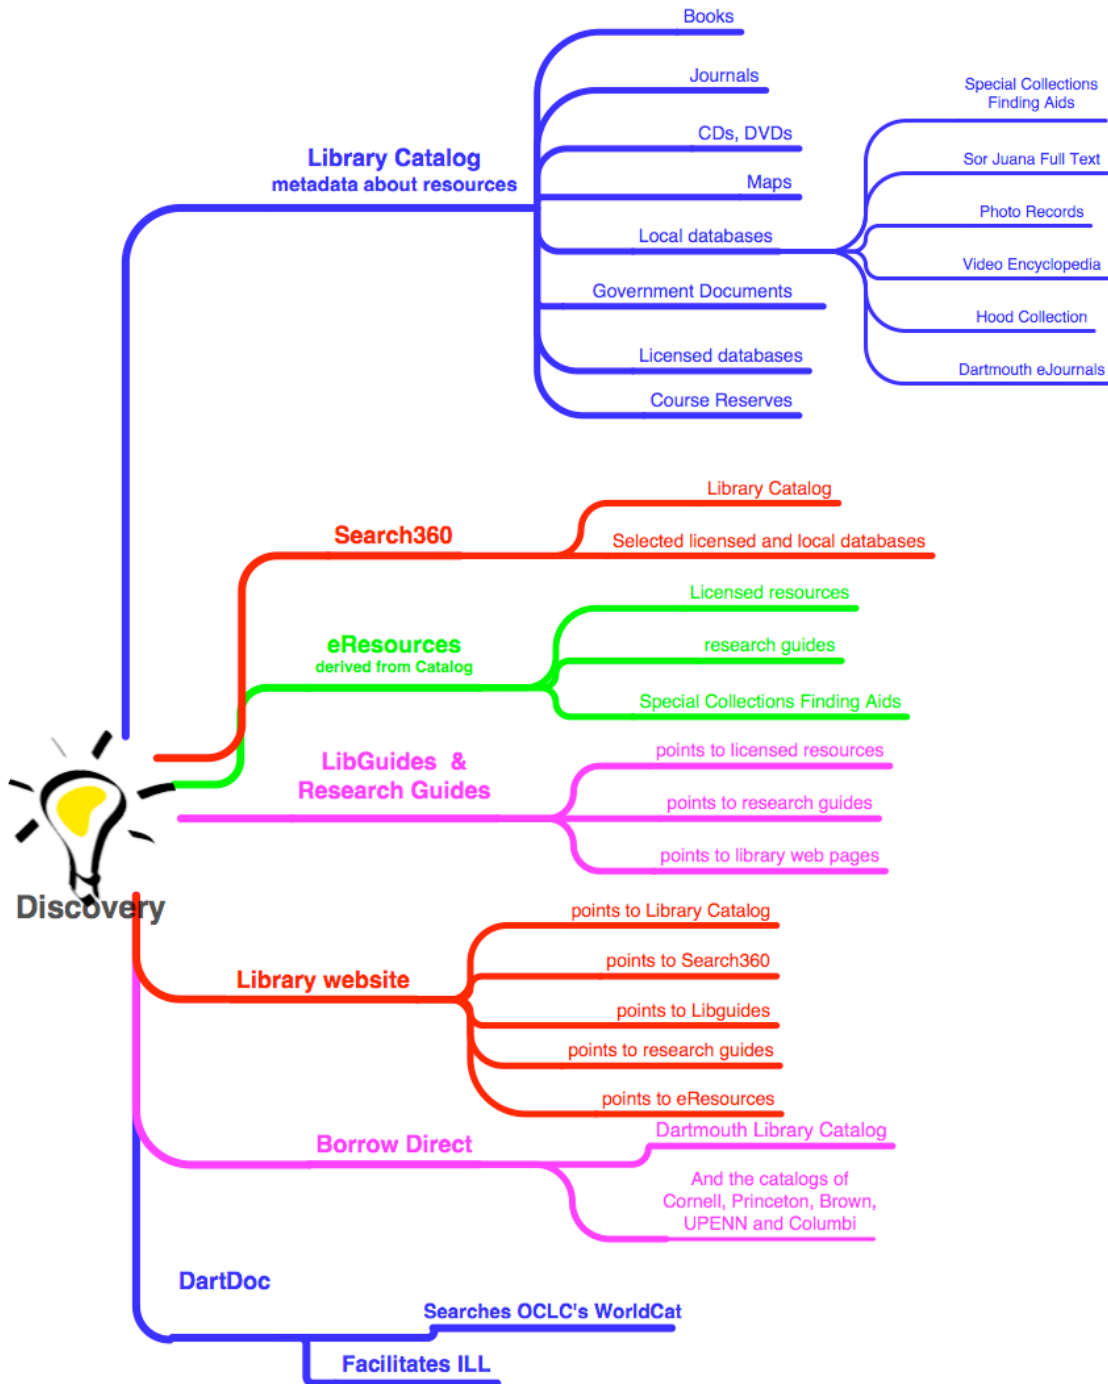 Books
Journals
CDs, DVDs
Library Catalog
metadata about resources
Maps
Local databases
Government Documents
Licensed databases
Course Reserves
Special Collections
Finding Aids
Sor Juana Full Text
Photo Records
Video Encyclopedia
Hood Collection
Dartmouth eJournals
Search360
Library Catalog
Selected licensed and local databases
eResources
derived from Catalog
Licensed resources
research guides
Special Collections Finding Aids
LibGuides &
Research Guides
points to licensed resources
points to research guides
points to library web pages
Discovery
Library website
points to Library Catalog
points to Search360
points to Libguides
points to research guides
points to eResources
Borrow Direct
Dartmouth Library Catalog
And the catalogs of
Cornell, Princeton, Brown,
UPENN and Columbi
DartDoc
Searches OCLC's WorldCat
Facilitates ILL